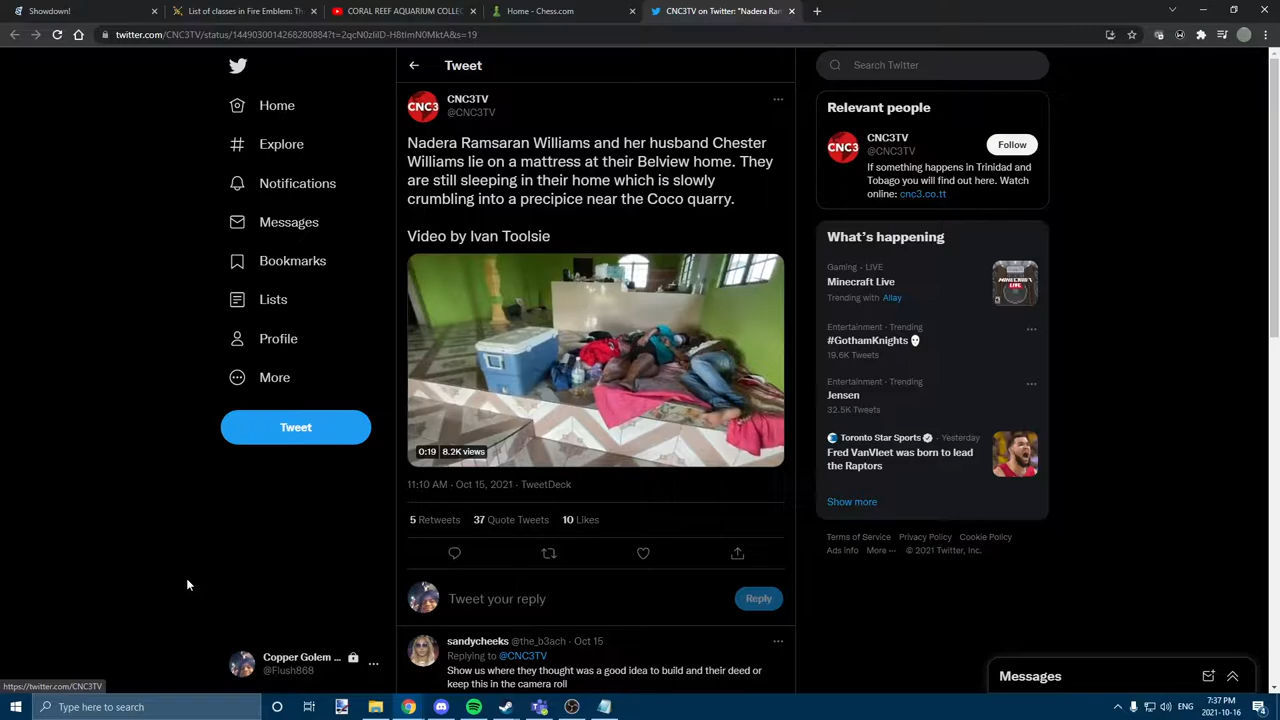 Showdown!
List of classes in Fire Emblem: Th
CORAL REEF AQUARIUM COLLEC
Home - Chess.com
CNC3TV on Twitter: "Nadera Ram
twitter.com/CNC3TV/status/1449030014268280884?t=2qcN0zIilD-H8tImN0MktA&s=19
Home
Explore
Notifications
Messages
Bookmarks
Lists
Profile
More
Tweet
Copper Golem ...
@Flush868
https://twitter.com/CNC3TV
Tweet
CNC3TV
@CNC3TV
Nadera Ramsaran Williams and her husband Chester
Williams lie on a mattress at their Belview home. They
are still sleeping in their home which is slowly
crumbling into a precipice near the Coco quarry.
Video by Ivan Toolsie
0:19 8.2K views
11:10 AM · Oct 15, 2021 · TweetDeck
5 Retweets 37 Quote Tweets 10 Likes
Tweet your reply
Reply
sandycheeks @the_b3ach · Oct 15
Replying to @CNC3TV
Show us where they thought was a good idea to build and their deed or
keep this in the camera roll
Search Twitter
Relevant people
CNC3TV
@CNC3TV
Follow
If something happens in Trinidad and
Tobago you will find out here. Watch
online: cnc3.co.tt
What's happening
Gaming · LIVE
Minecraft Live
Trending with Allay
Entertainment · Trending
#GothamKnights
19.6K Tweets
Entertainment · Trending
Jensen
32.5K Tweets
Toronto Star Sports · Yesterday
Fred VanVleet was born to lead
the Raptors
Show more
Terms of Service Privacy Policy Cookie Policy
Ads info More ··· © 2021 Twitter, Inc.
Messages
Type here to search
ENG
7:37 PM
2021-10-16
4